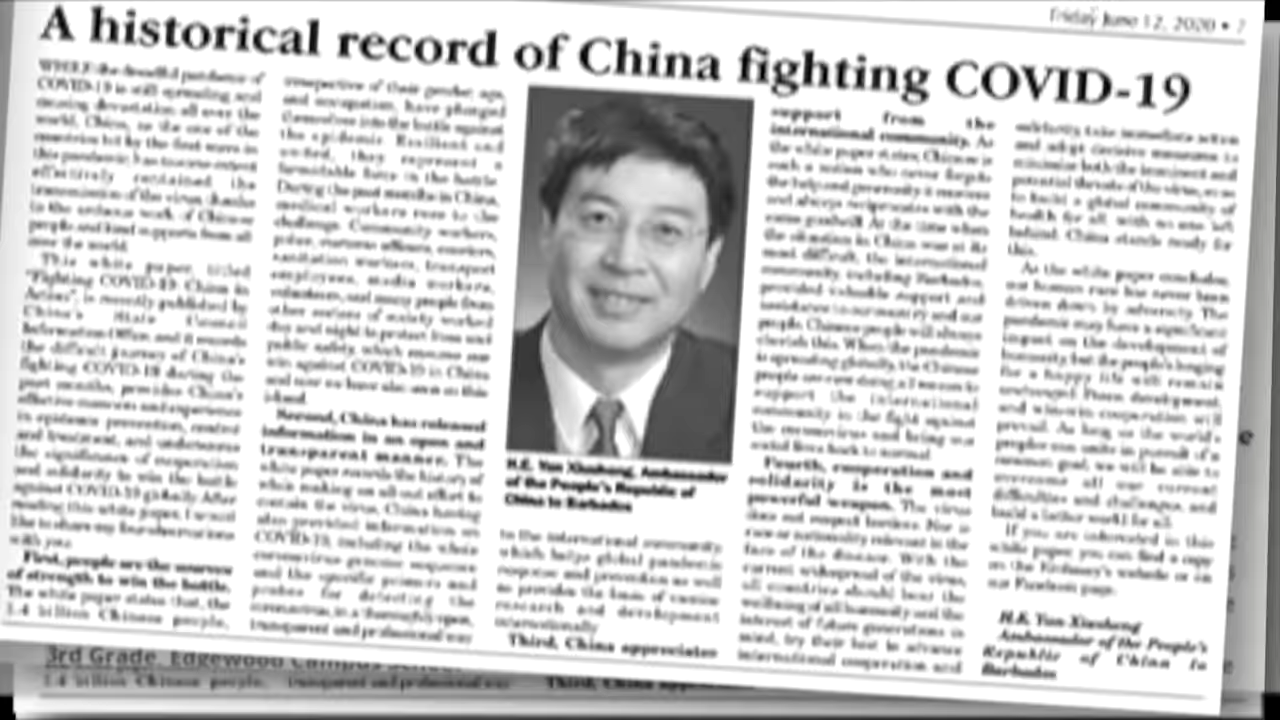 Friday June 12, 2020 • 7
A historical record of China fighting COVID-19
WHILE the dreadful pandemic of
COVID-19 is still spreading and
causing devastation all over the
world, China, as the one of the
countries hit by the first wave in
this pandemic, has to some extent
effectively contained the
transmission of the virus, thanks
to the arduous work of Chinese
people and kind supports from all
over the world.
This white paper, titled
"Fighting COVID-19: China in
Action", is recently published by
China's State Council
Information Office, and it records
the difficult journey of China's
fighting COVID-19 during the
past months, provides China's
effective measures and experience
in epidemic prevention, control
and treatment, and underscores
the significance of cooperation
and solidarity to win the battle
against COVID-19 globally. After
reading this white paper, I would
like to share my four observations
with you.
First, people are the sources
of strength to win the battle.
The white paper states that, the
1.4 billion Chinese people,
irrespective of their gender, age,
and occupation, have plunged
themselves into the battle against
the epidemic. Resilient and
united, they represent a
formidable force in the battle.
During the past months in China,
medical workers rose to the
challenge. Community workers,
police, customs officers, couriers,
sanitation workers, transport
employees, media workers,
volunteers, and many people from
other sectors of society worked
day and night to protect lives and
public safety, which ensures our
win against COVID-19 in China
and now we have also seen on this
island.
Second, China has released
information in an open and
transparent manner. The
white paper records the history of
while making an all-out effort to
contain the virus, China having
also provided information on
COVID-19, including the whole
coronavirus genome sequence
and the specific primers and
probes for detecting the
coronavirus, in a thoroughly open,
transparent and professional way
H.E. Yan Xiusheng, Ambassador
of the People's Republic of
China to Barbados
to the international community,
which helps global pandemic
response and prevention as well
as provides the basis of vaccine
research and development
internationally.
Third, China appreciates
support from the
international community. As
the white paper states, Chinese is
such a nation who never forgets
the help and generosity it receives
and always reciprocates with the
same goodwill. At the time when
the situation in China was at its
most difficult, the international
community, including Barbados,
provided valuable support and
assistance to our country and our
people. Chinese people will always
cherish this. When the pandemic
is spreading globally, the Chinese
people are now doing all we can to
support the international
community in the fight against
the coronavirus and bring our
world lives back to normal.
Fourth, cooperation and
solidarity is the most
powerful weapon. The virus
does not respect borders. Nor is
race or nationality relevant in the
face of the disease. With the
current widespread of the virus,
all countries should bear the
wellbeing of all humanity and the
interest of future generations in
mind, try their best to advance
international cooperation and
solidarity, take immediate action
and adopt decisive measures to
minimize both the imminent and
potential threats of the virus, so as
to build a global community of
health for all, with no one left
behind. China stands ready for
this.
As the white paper concludes,
our human race has never been
driven down by adversity. The
pandemic may have a significant
impact on the development of
humanity, but the people's longing
for a happy life will remain
unchanged. Peace, development,
and win-win cooperation will
prevail. As long as the world's
peoples can unite in pursuit of a
common goal, we will be able to
overcome all our current
difficulties and challenges, and
build a better world for all.
If you are interested in this
white paper, you can find a copy
on the Embassy's website or on
our Facebook page.
H.E. Yan Xiusheng
Ambassador of the People's
Republic of China to
Barbados
3rd Grade, Edgewood Campus School
1.4 billion Chinese people, transparent and professional way
Third, China